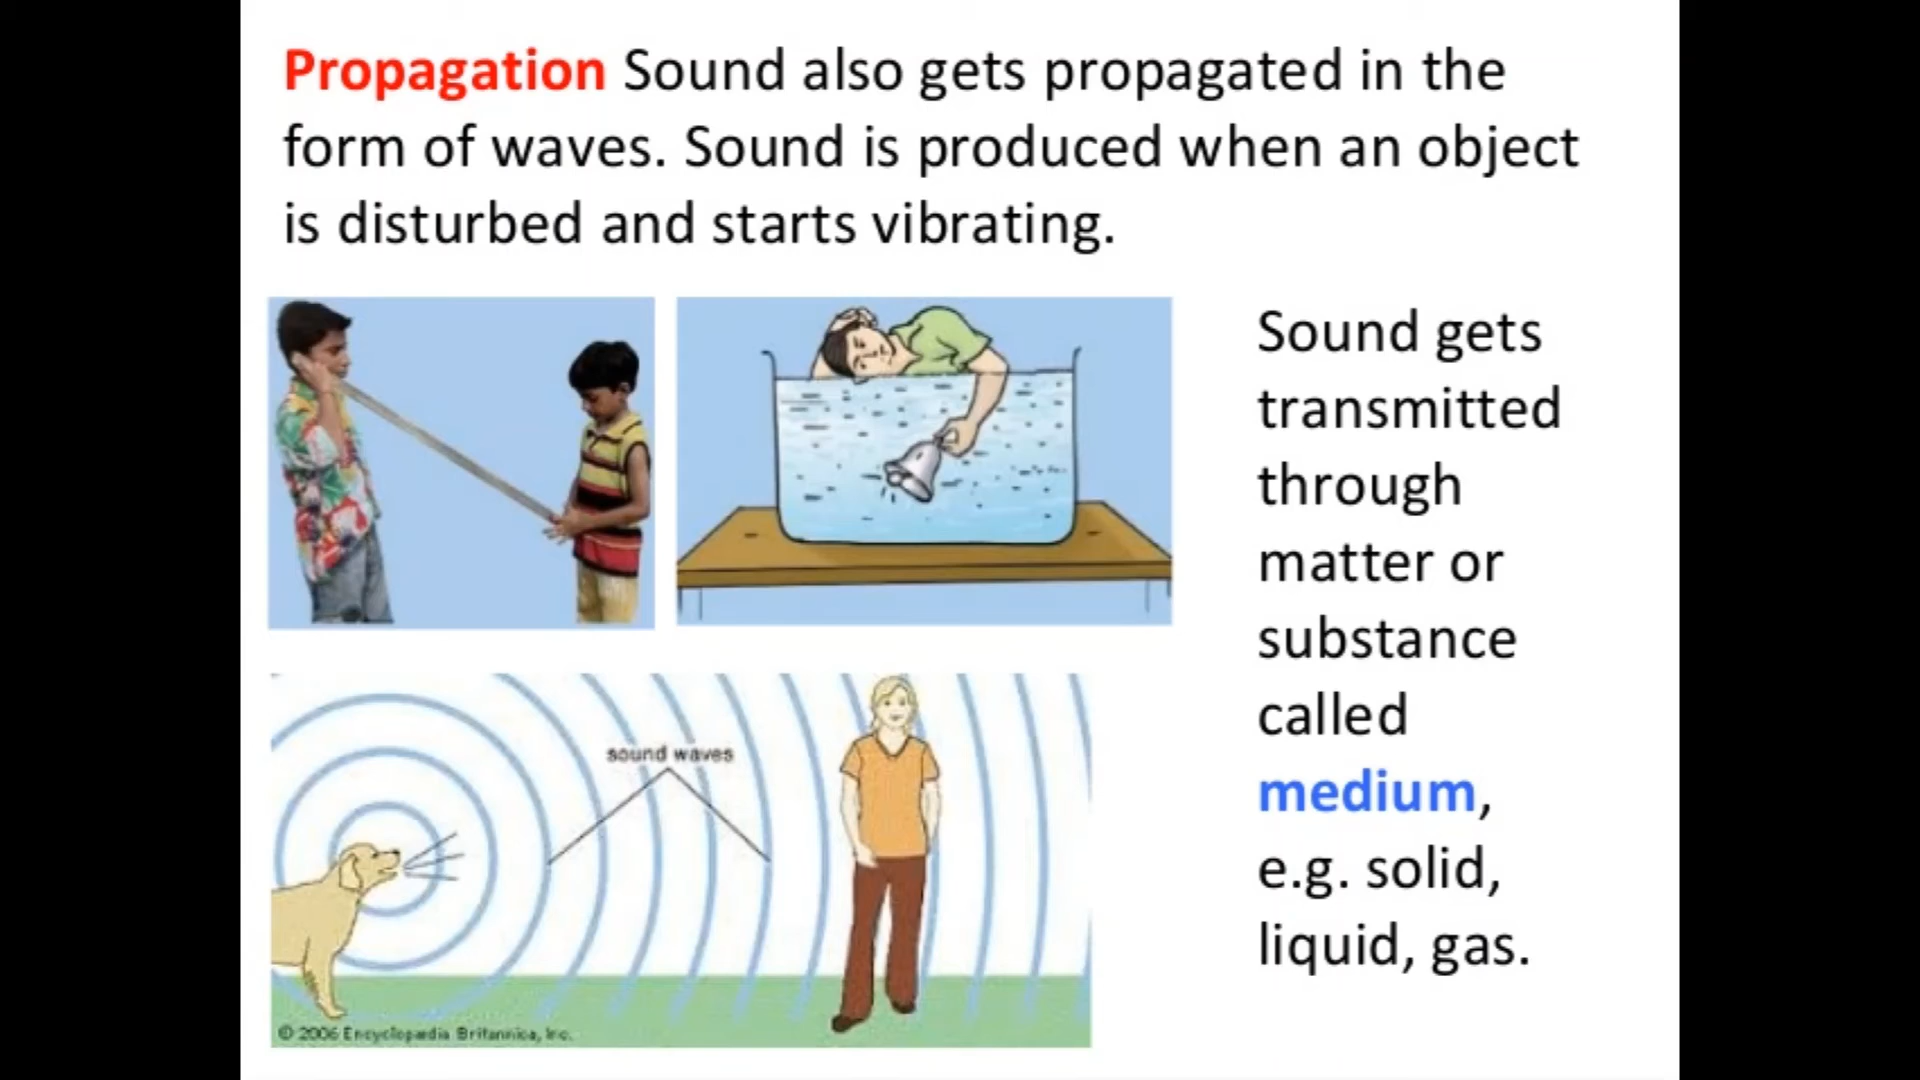 Propagation Sound also gets propagated in the
form of waves. Sound is produced when an object
is disturbed and starts vibrating.
Sound gets
transmitted
through
matter or
substance
called
medium,
e.g. solid,
liquid, gas.
sound waves
© 2006 Encyclopædia Britannica, Inc.